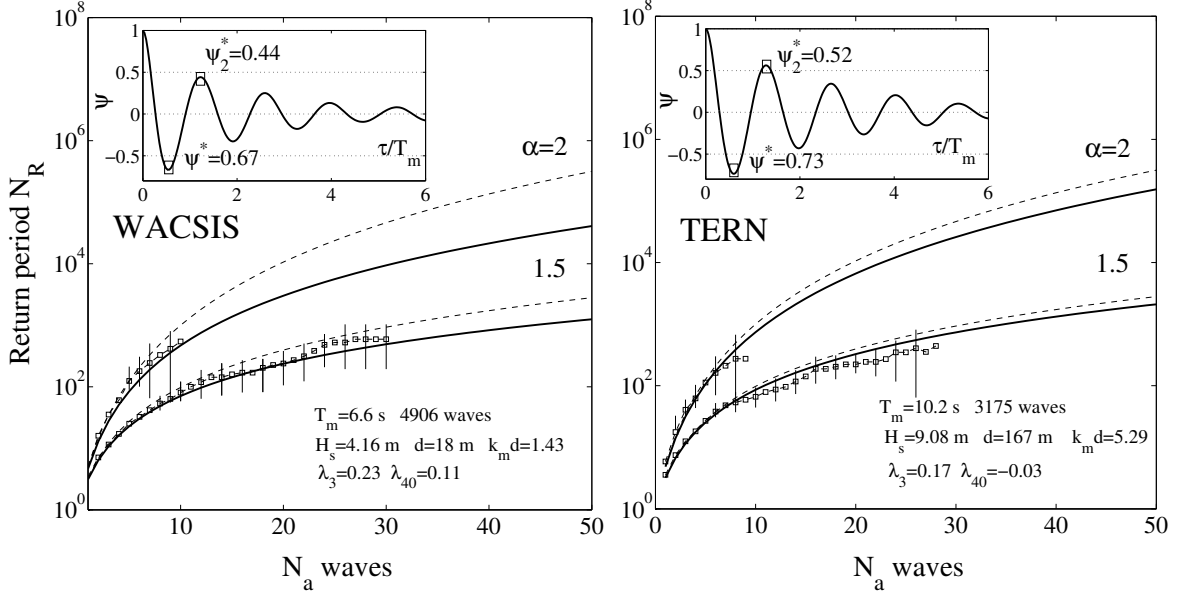 Return period N_R
10^8
10^6
10^4
10^2
10^0
10
20
30
40
50
N_a waves
1
0.5
0
−0.5
ψ
0
2
4
6
τ/T_m
ψ_2^*=0.44
ψ^*=0.67
WACSIS
α=2
1.5
T_m=6.6 s 4906 waves
H_s=4.16 m d=18 m k_m d=1.43
λ_3=0.23 λ_40=0.11
10^8
10^6
10^4
10^2
10^0
0
10
20
30
40
50
N_a waves
1
0.5
0
−0.5
ψ
0
2
4
6
τ/T_m
ψ_2^*=0.52
ψ^*=0.73
TERN
α=2
1.5
T_m=10.2 s 3175 waves
H_s=9.08 m d=167 m k_m d=5.29
λ_3=0.17 λ_40=−0.03